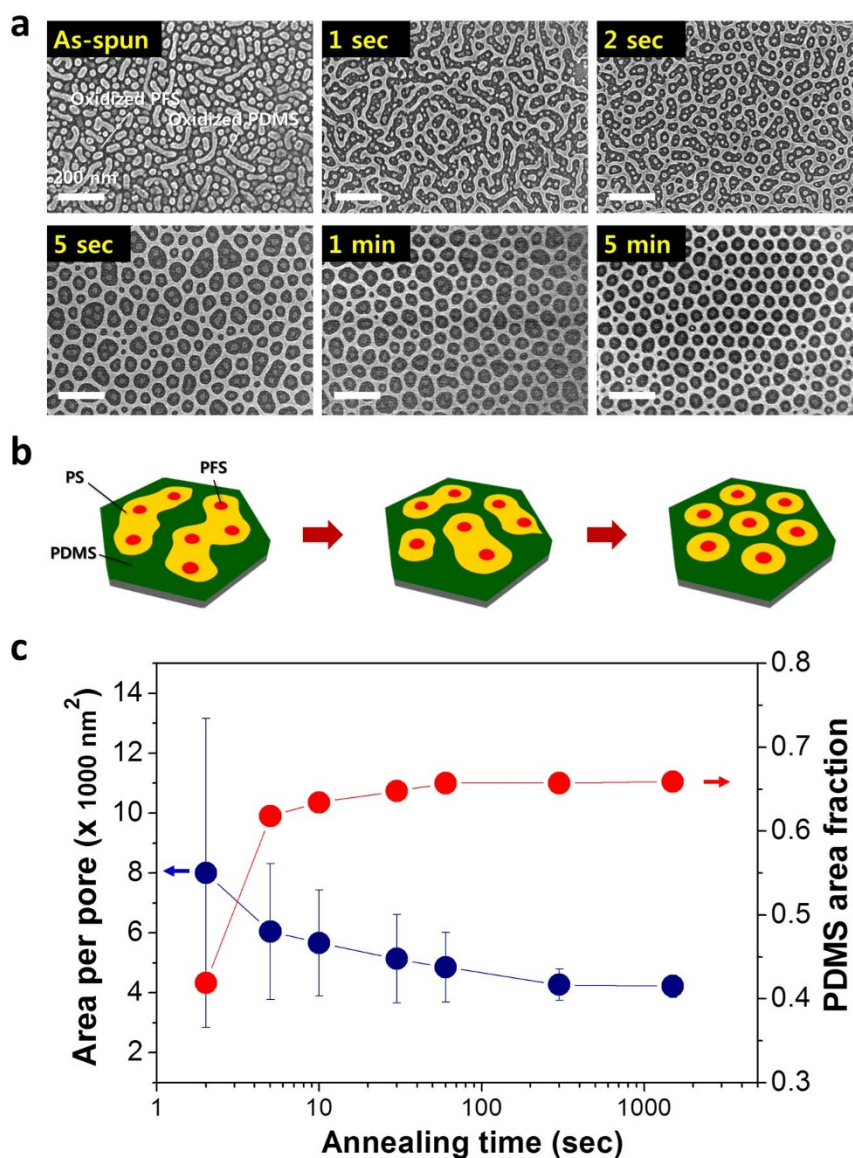 a
As-spun
1 sec
2 sec
Oxidized PFS
Oxidized PDMS
200 nm
5 sec
1 min
5 min
b
PS
PFS
PDMS
c
Area per pore (x 1000 nm²)
14
12
10
8
6
4
2
0.8
0.7
0.6
0.5
0.4
0.3
PDMS area fraction
1
10
100
1000
Annealing time (sec)